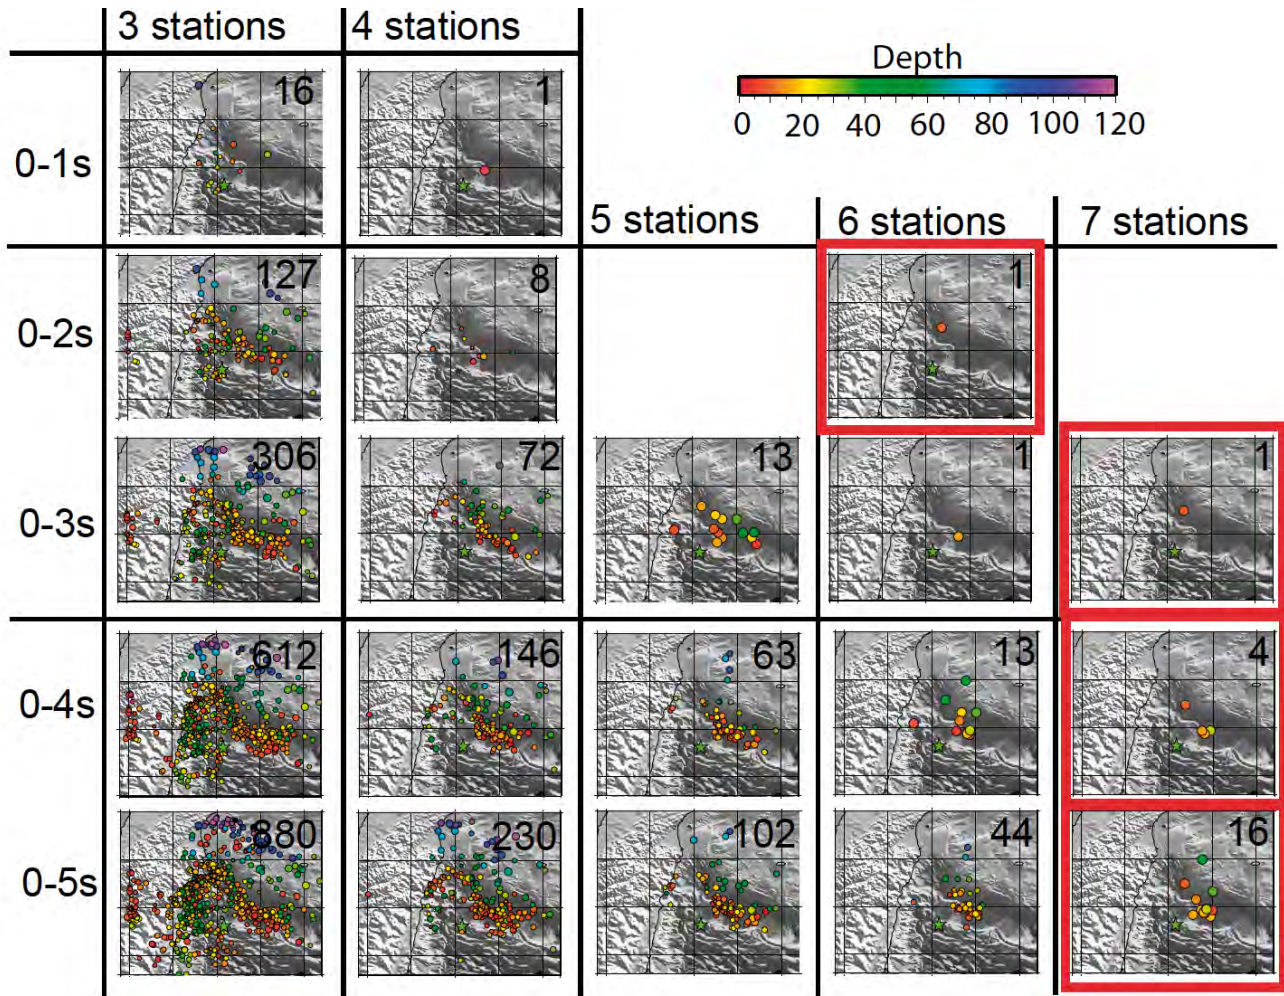 3 stations 4 stations
Depth
0 20 40 60 80 100 120
0-1s 16 1
5 stations 6 stations 7 stations
0-2s 127 8 1
0-3s 306 72 13 1 1
0-4s 612 146 63 13 4
0-5s 880 230 102 44 16